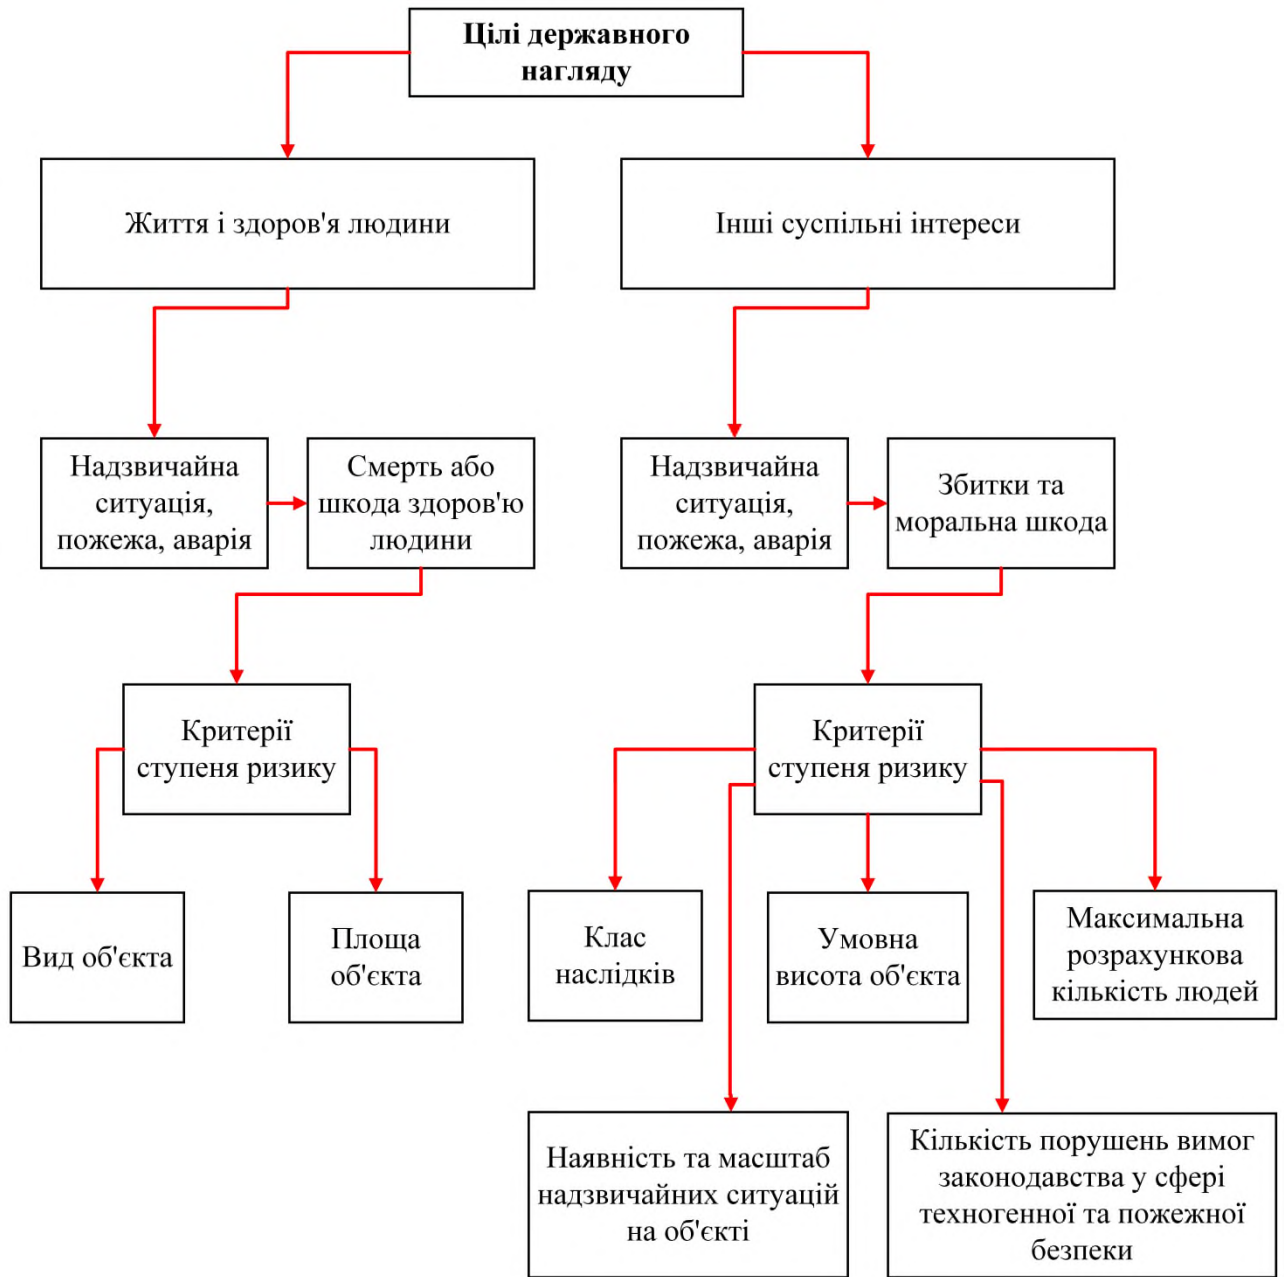 Цілі державного
нагляду
Життя і здоров'я людини
Інші суспільні інтереси
Надзвичайна
ситуація,
пожежа, аварія
Смерть або
шкода здоров'ю
людини
Надзвичайна
ситуація,
пожежа, аварія
Збитки та
моральна шкода
Критерії
ступеня ризику
Критерії
ступеня ризику
Вид об'єкта
Площа
об'єкта
Клас
наслідків
Умовна
висота об'єкта
Максимальна
розрахункова
кількість людей
Наявність та масштаб
надзвичайних ситуацій
на об'єкті
Кількість порушень вимог
законодавства у сфері
техногенної та пожежної
безпеки